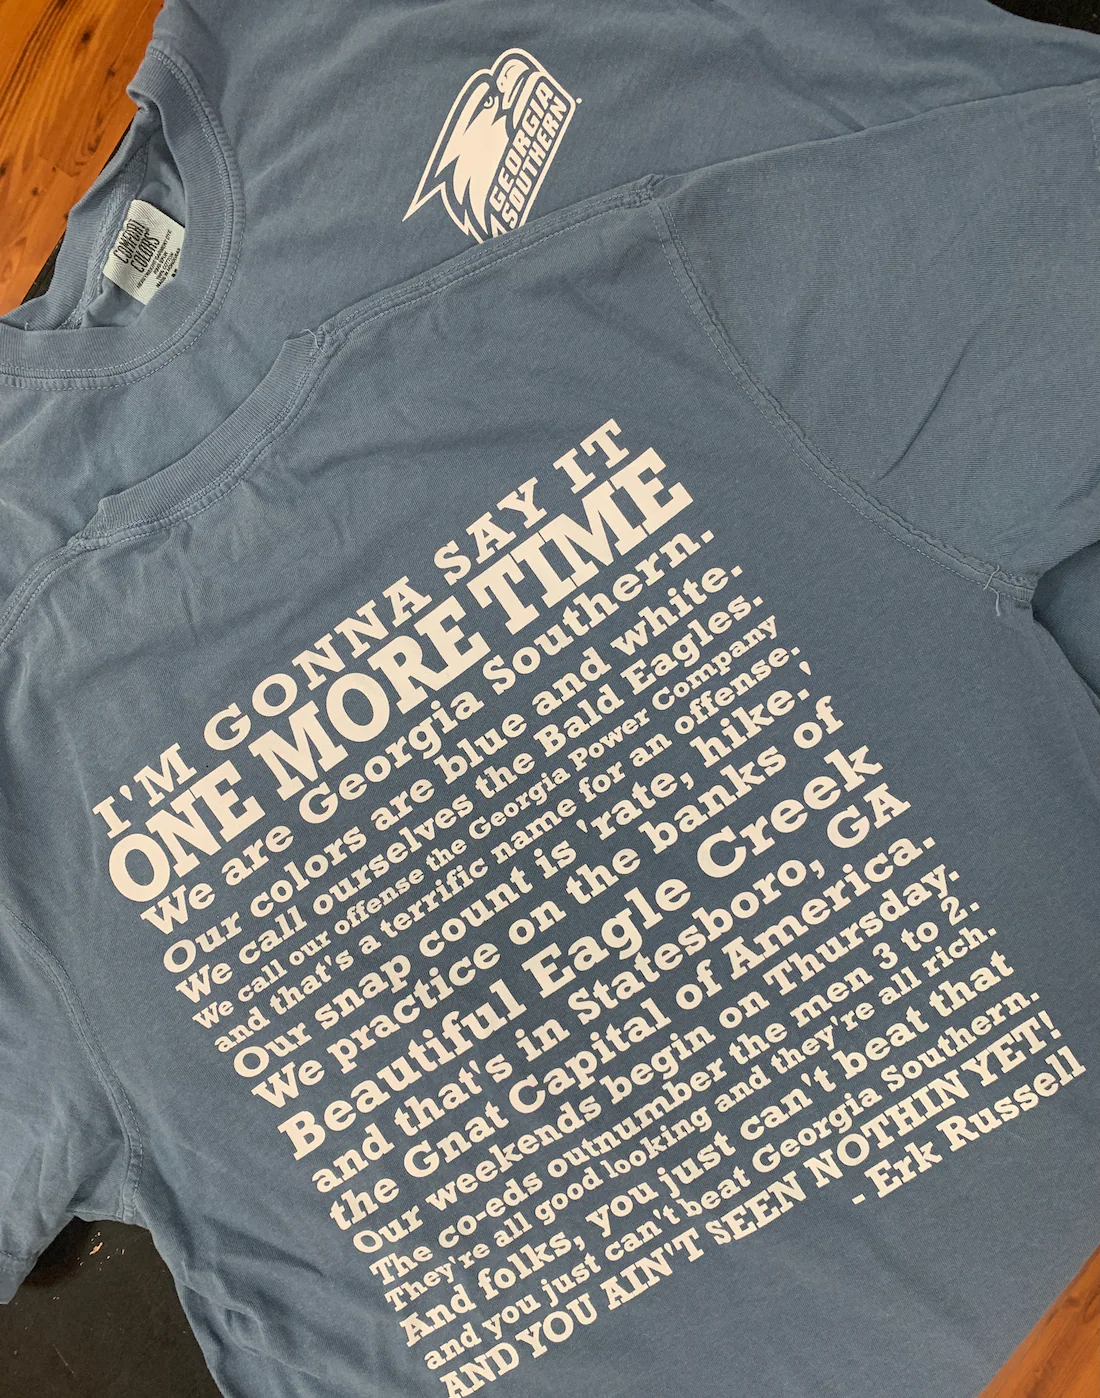 GEORGIA
SOUTHERN
COMFORT
COLORS
I'M GONNA SAY IT
ONE MORE TIME
We are Georgia Southern.
Our colors are blue and white.
We call ourselves the Bald Eagles.
We call our offense the Georgia Power Company
and that's a terrific name for an offense.
Our snap count is 'rate, hike.'
We practice on the banks of
Beautiful Eagle Creek
and that's in Statesboro, GA
the Gnat Capital of America.
Our weekends begin on Thursday.
The co-eds outnumber the men 3 to 2.
They're all good looking and they're all rich.
And folks, you just can't beat that
and you just can't beat Georgia Southern.
AND YOU AIN'T SEEN NOTHIN YET!
- Erk Russell